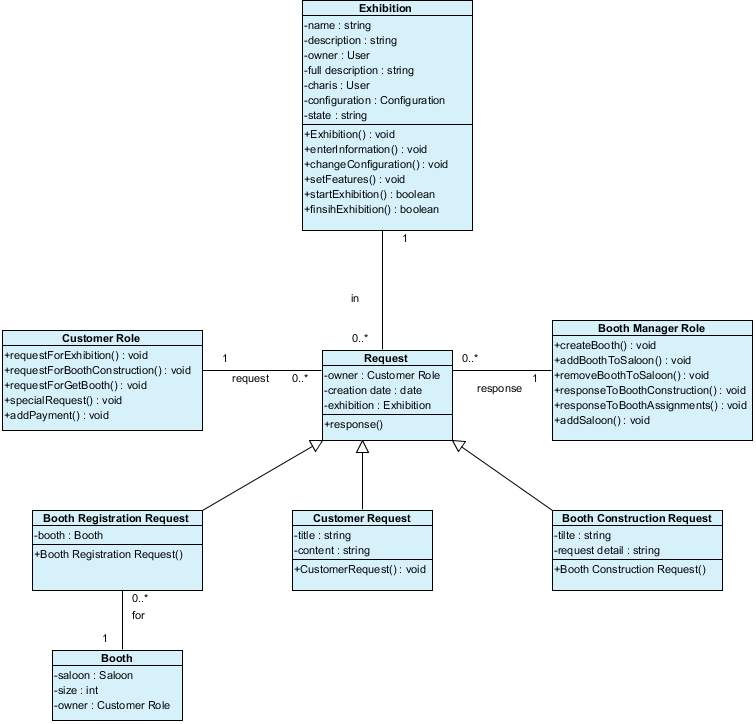 Exhibition
-name : string
-description : string
-owner : User
-full description : string
-charis : User
-configuration : Configuration
-state : string
+Exhibition() : void
+enterInformation() : void
+changeConfiguration() : void
+setFeatures() : void
+startExhibition() : boolean
+finsihExhibition() : boolean
1
in
0..*
Customer Role
+requestForExhibition() : void
+requestForBoothConstruction() : void
+requestForGetBooth() : void
+specialRequest() : void
+addPayment() : void
1
request
0..*
Request
-owner : Customer Role
-creation date : date
-exhibition : Exhibition
+response()
0..*
response
1
Booth Manager Role
+createBooth() : void
+addBoothToSaloon() : void
+removeBoothToSaloon() : void
+responseToBoothConstruction() : void
+responseToBoothAssignments() : void
+addSaloon() : void
Booth Registration Request
-booth : Booth
+Booth Registration Request()
Customer Request
-title : string
-content : string
+CustomerRequest() : void
Booth Construction Request
-tilte : string
-request detail : string
+Booth Construction Request()
0..*
for
1
Booth
-saloon : Saloon
-size : int
-owner : Customer Role